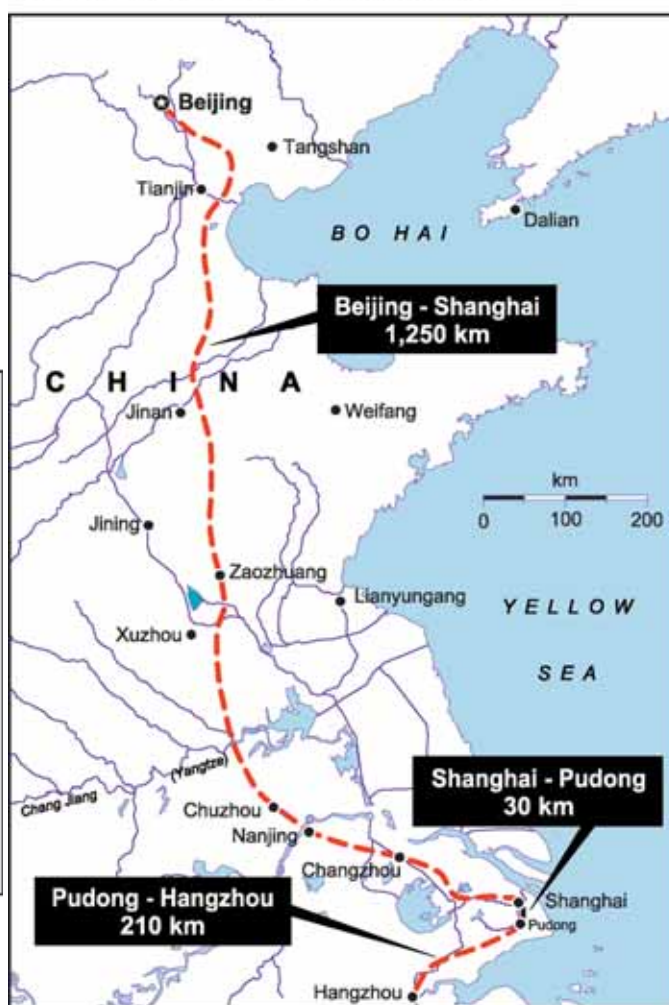 Beijing
Tangshan
Tianjin
Dalian
BO HAI
Beijing - Shanghai
1,250 km
CHINA
Jinan
Weifang
km
0 100 200
Jining
Zaozhuang
Lianyungang
Xuzhou
YELLOW
SEA
(Yangtze)
Chang Jiang
Shanghai - Pudong
30 km
Chuzhou
Nanjing
Changzhou
Pudong - Hangzhou
210 km
Shanghai
Pudong
Hangzhou